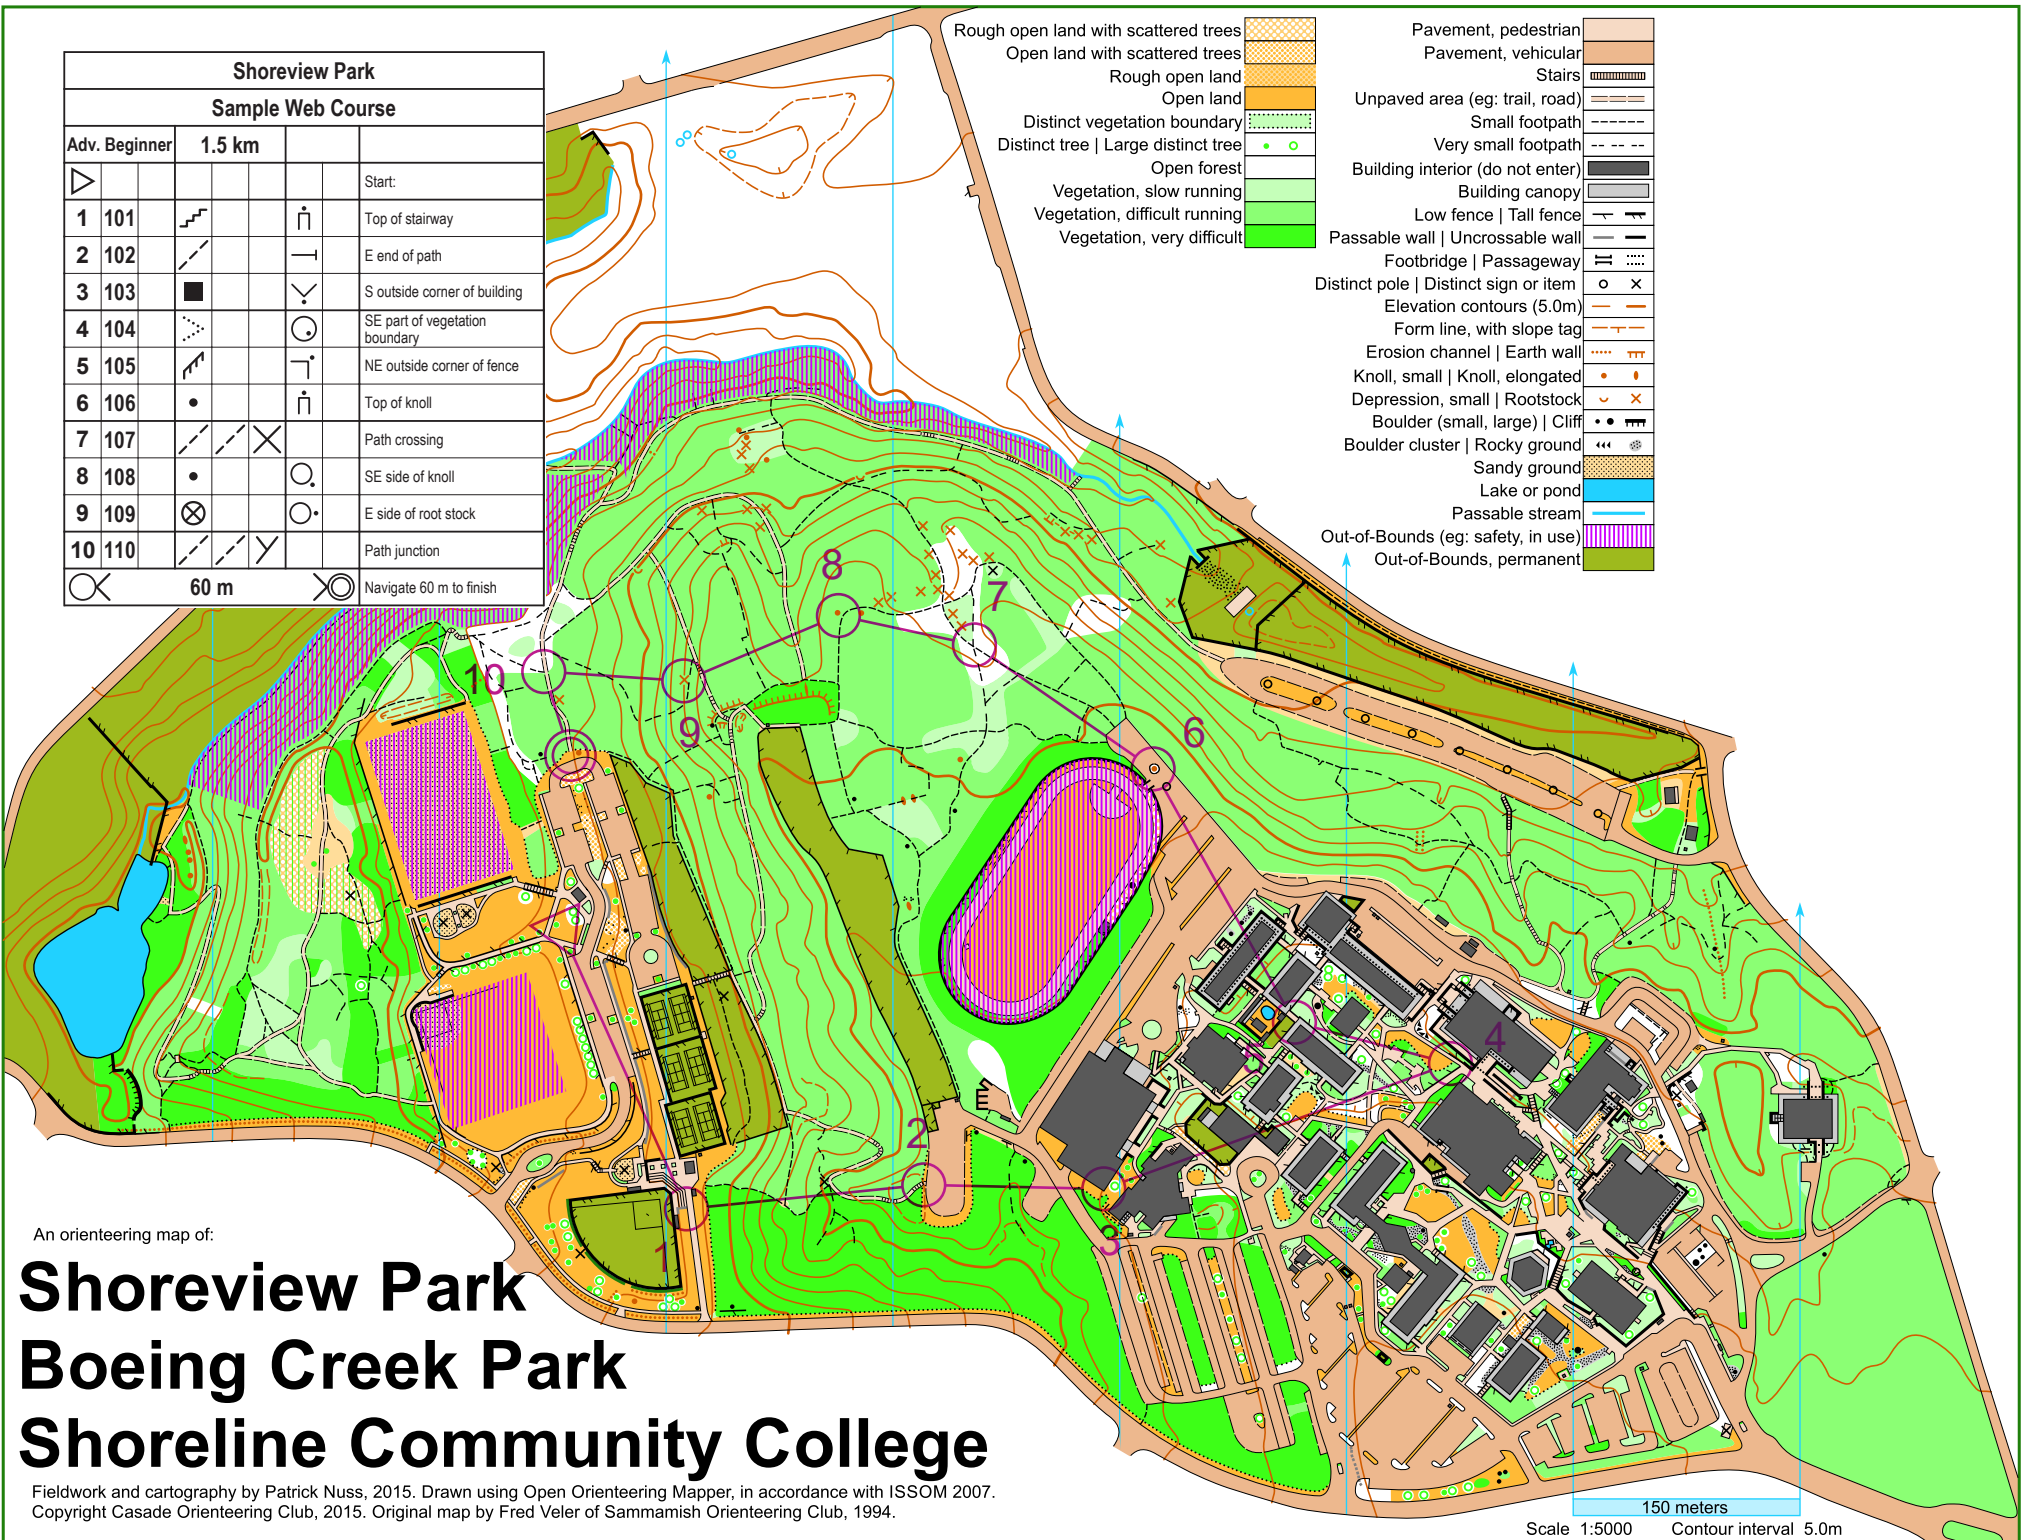 Shoreview Park
Sample Web Course
Adv. Beginner 1.5 km
Start:
1 101 Top of stairway
2 102 E end of path
3 103 S outside corner of building
4 104 SE part of vegetation
boundary
5 105 NE outside corner of fence
6 106 Top of knoll
7 107 Path crossing
8 108 SE side of knoll
9 109 E side of root stock
10 110 Path junction
60 m Navigate 60 m to finish
Rough open land with scattered trees
Open land with scattered trees
Rough open land
Open land
Distinct vegetation boundary
Distinct tree | Large distinct tree
Open forest
Vegetation, slow running
Vegetation, difficult running
Vegetation, very difficult
Pavement, pedestrian
Pavement, vehicular
Stairs
Unpaved area (eg: trail, road)
Small footpath
Very small footpath
Building interior (do not enter)
Building canopy
Low fence | Tall fence
Passable wall | Uncrossable wall
Footbridge | Passageway
Distinct pole | Distinct sign or item
Elevation contours (5.0m)
Form line, with slope tag
Erosion channel | Earth wall
Knoll, small | Knoll, elongated
Depression, small | Rootstock
Boulder (small, large) | Cliff
Boulder cluster | Rocky ground
Sandy ground
Lake or pond
Passable stream
Out-of-Bounds (eg: safety, in use)
Out-of-Bounds, permanent
8
7
10
9
6
4
5
2
3
1
An orienteering map of:
Shoreview Park
Boeing Creek Park
Shoreline Community College
Fieldwork and cartography by Patrick Nuss, 2015. Drawn using Open Orienteering Mapper, in accordance with ISSOM 2007.
Copyright Casade Orienteering Club, 2015. Original map by Fred Veler of Sammamish Orienteering Club, 1994.
150 meters
Scale 1:5000 Contour interval 5.0m